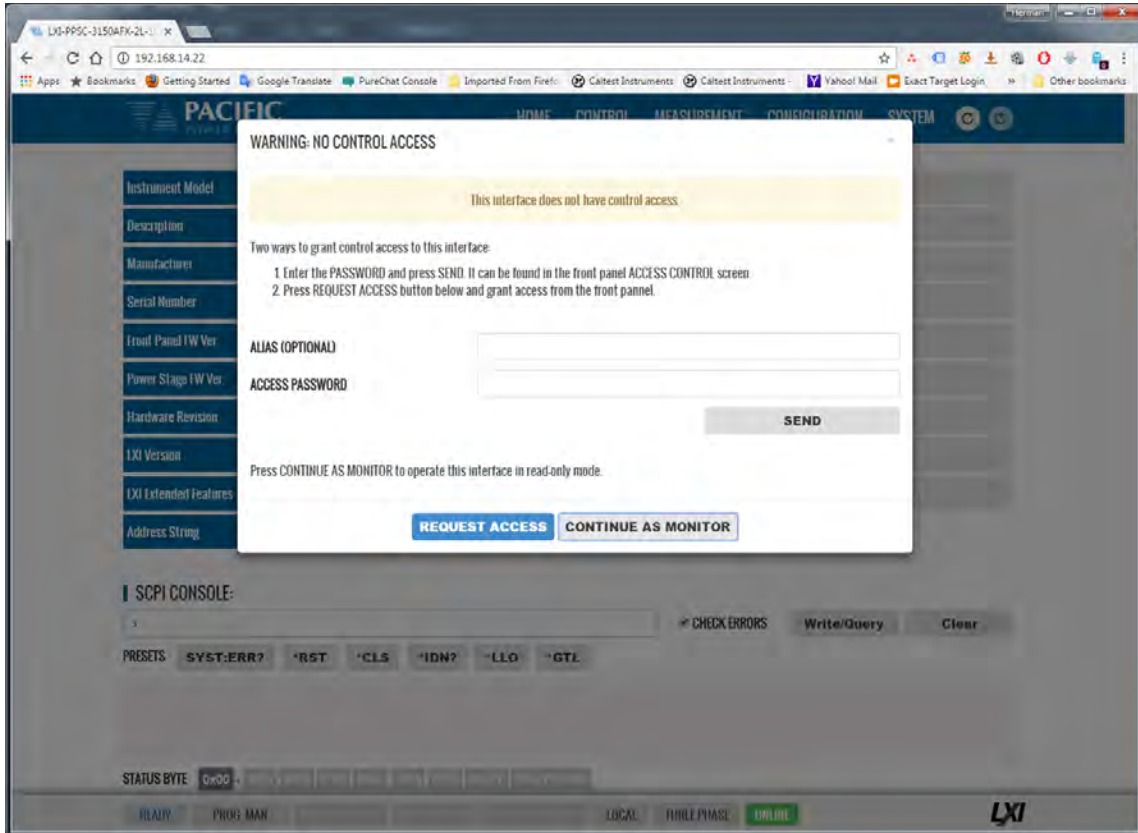 Herman
LXI-PPSC-3150AFX-2L-
192.168.14.22
Apps Bookmarks Getting Started Google Translate PureChat Console Imported From Firefo Caltest Instruments Caltest Instruments - Yahoo! Mail Exact Target Login » Other bookmarks
PACIFIC
HOME CONTROL MEASUREMENT CONFIGURATION SYSTEM
WARNING: NO CONTROL ACCESS
This interface does not have control access.
Two ways to grant control access to this interface:
1. Enter the PASSWORD and press SEND. It can be found in the front panel ACCESS CONTROL screen
2. Press REQUEST ACCESS button below and grant access from the front pannel.
ALIAS (OPTIONAL)
ACCESS PASSWORD
SEND
Press CONTINUE AS MONITOR to operate this interface in read-only mode.
REQUEST ACCESS CONTINUE AS MONITOR
Instrument Model
Description
Manufacturer
Serial Number
Front Panel FW Ver
Power Stage FW Ver
Hardware Revision
LXI Version
LXI Extended Features
Address String
SCPI CONSOLE:
CHECK ERRORS Write/Query Clear
PRESETS SYST:ERR? *RST *CLS *IDN? *LLO *GTL
STATUS BYTE 0x00
READY PROG: MAN LOCAL THREE PHASE ONLINE LXI